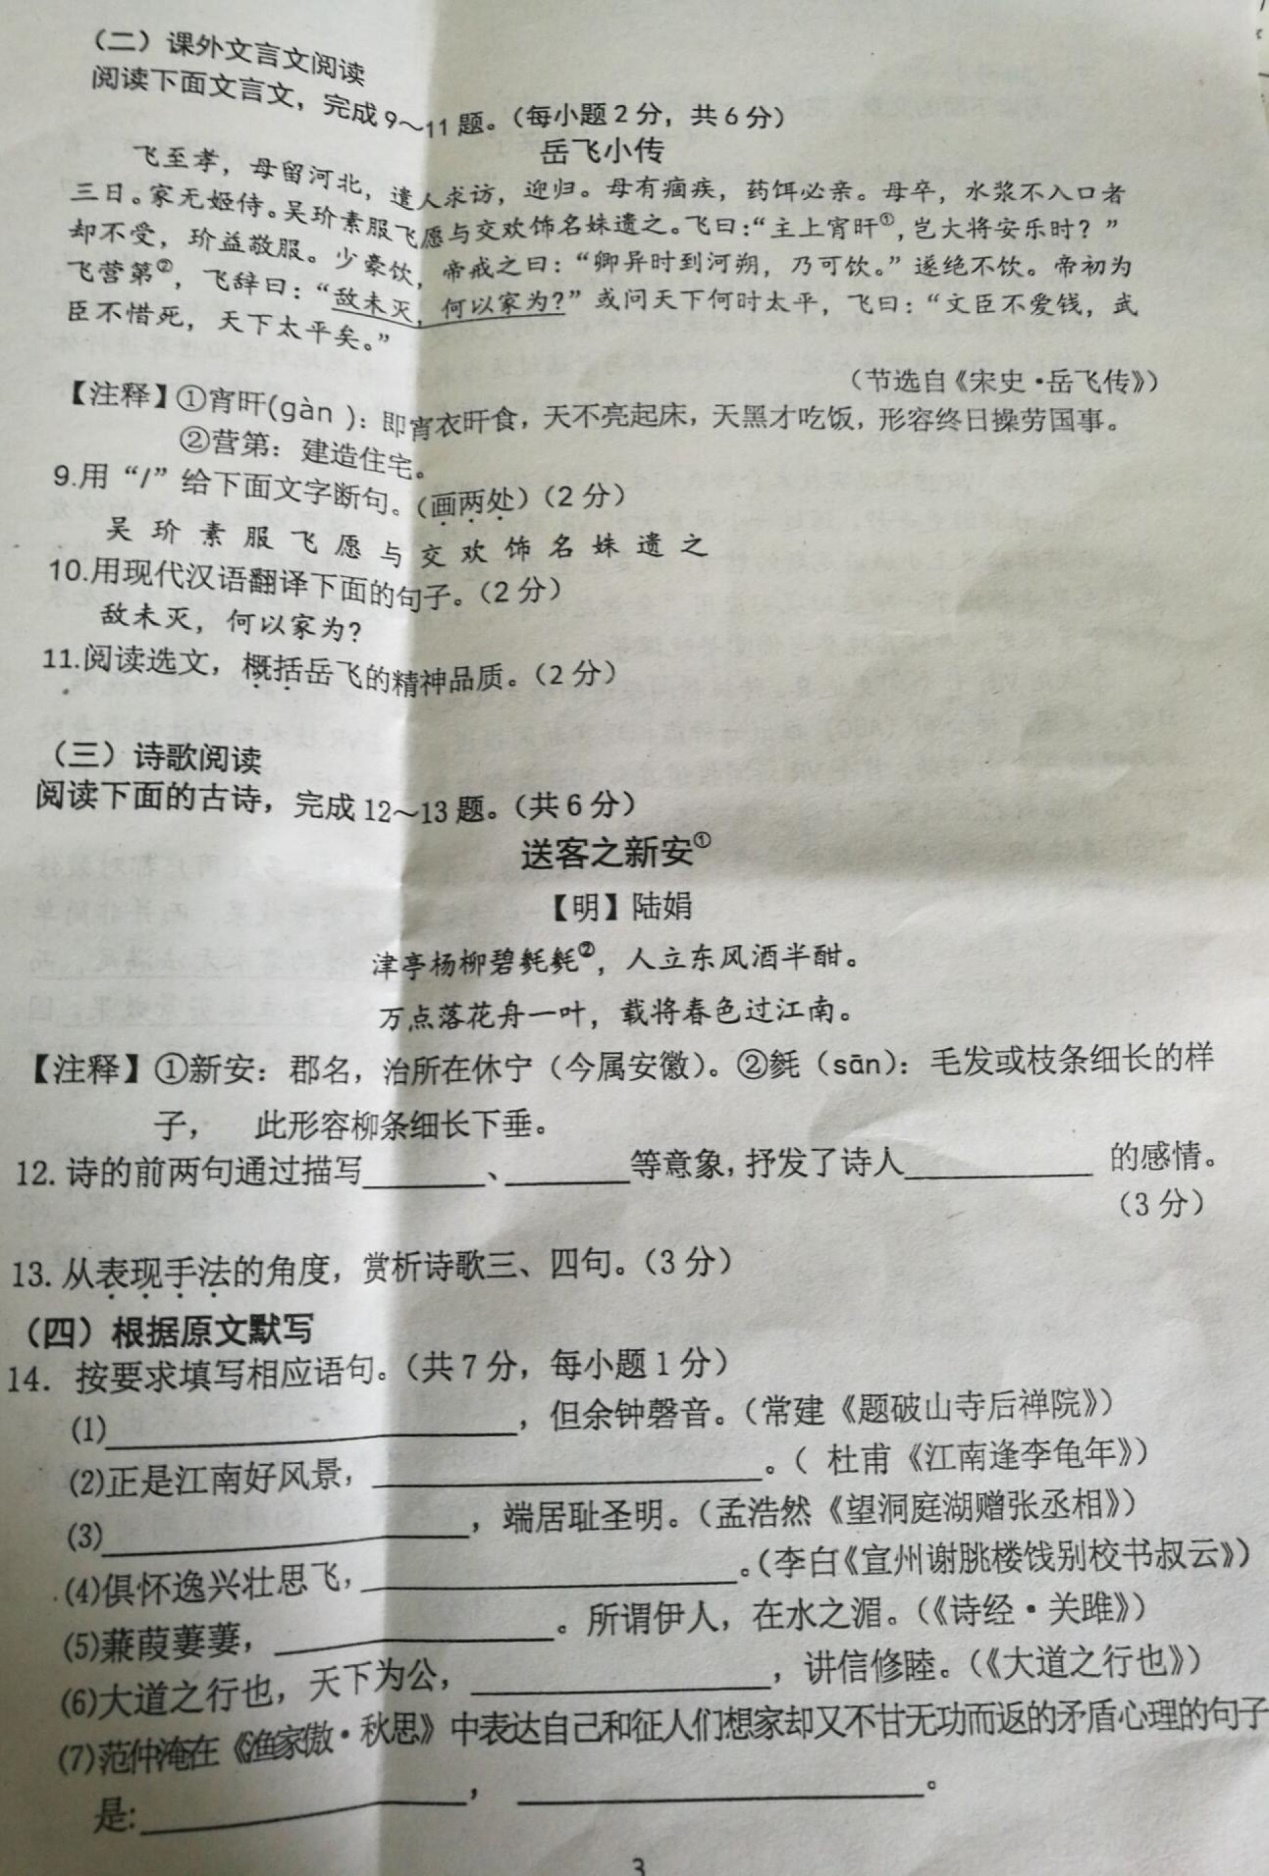 （二）课外文言文阅读
阅读下面文言文，完成9～11题。（每小题2分，共6分）
岳飞小传
飞至孝，母留河北，遣人求访，迎归。母有痼疾，药饵必亲。母卒，水浆不入口者
三日。家无姬侍。吴玠素服飞愿与交欢饰名姝遗之。飞曰：“主上宵旰①，岂大将安乐时？”
却不受，玠益敬服。少豪饮，帝戒之曰：“卿异时到河朔，乃可饮。”遂绝不饮。帝初为
飞营第②，飞辞曰：“敌未灭，何以家为？”或问天下何时太平，飞曰：“文臣不爱钱，武
臣不惜死，天下太平矣。”
（节选自《宋史·岳飞传》）
【注释】①宵旰(gàn )：即宵衣旰食，天不亮起床，天黑才吃饭，形容终日操劳国事。
②营第：建造住宅。
9.用“/”给下面文字断句。（画两处）（2分）
吴 玠 素 服 飞 愿 与 交 欢 饰 名 姝 遗 之
10.用现代汉语翻译下面的句子。（2分）
敌未灭，何以家为？
11.阅读选文，概括岳飞的精神品质。（2分）
（三）诗歌阅读
阅读下面的古诗，完成12～13题。（共6分）
送客之新安①
【明】陆娟
津亭杨柳碧毵毵②，人立东风酒半酣。
万点落花舟一叶，载将春色过江南。
【注释】①新安：郡名，治所在休宁（今属安徽）。②毵（sān）：毛发或枝条细长的样
子， 此形容柳条细长下垂。
12. 诗的前两句通过描写________、________等意象，抒发了诗人____________ 的感情。
（3分）
13. 从表现手法的角度，赏析诗歌三、四句。（3分）
（四）根据原文默写
14. 按要求填写相应语句。（共7分，每小题1分）
(1)____________________，但余钟磬音。（常建《题破山寺后禅院》）
(2)正是江南好风景，____________________。（ 杜甫《江南逢李龟年》）
(3)____________________，端居耻圣明。（孟浩然《望洞庭湖赠张丞相》）
(4)俱怀逸兴壮思飞，____________________。（李白《宣州谢朓楼饯别校书叔云》）
(5)蒹葭萋萋，________________。所谓伊人，在水之湄。（《诗经·关雎》）
(6)大道之行也，天下为公，________________，讲信修睦。（《大道之行也》）
(7)范仲淹在《渔家傲·秋思》中表达自己和征人们想家却又不甘无功而返的矛盾心理的句子
是：____________________，____________________。
3